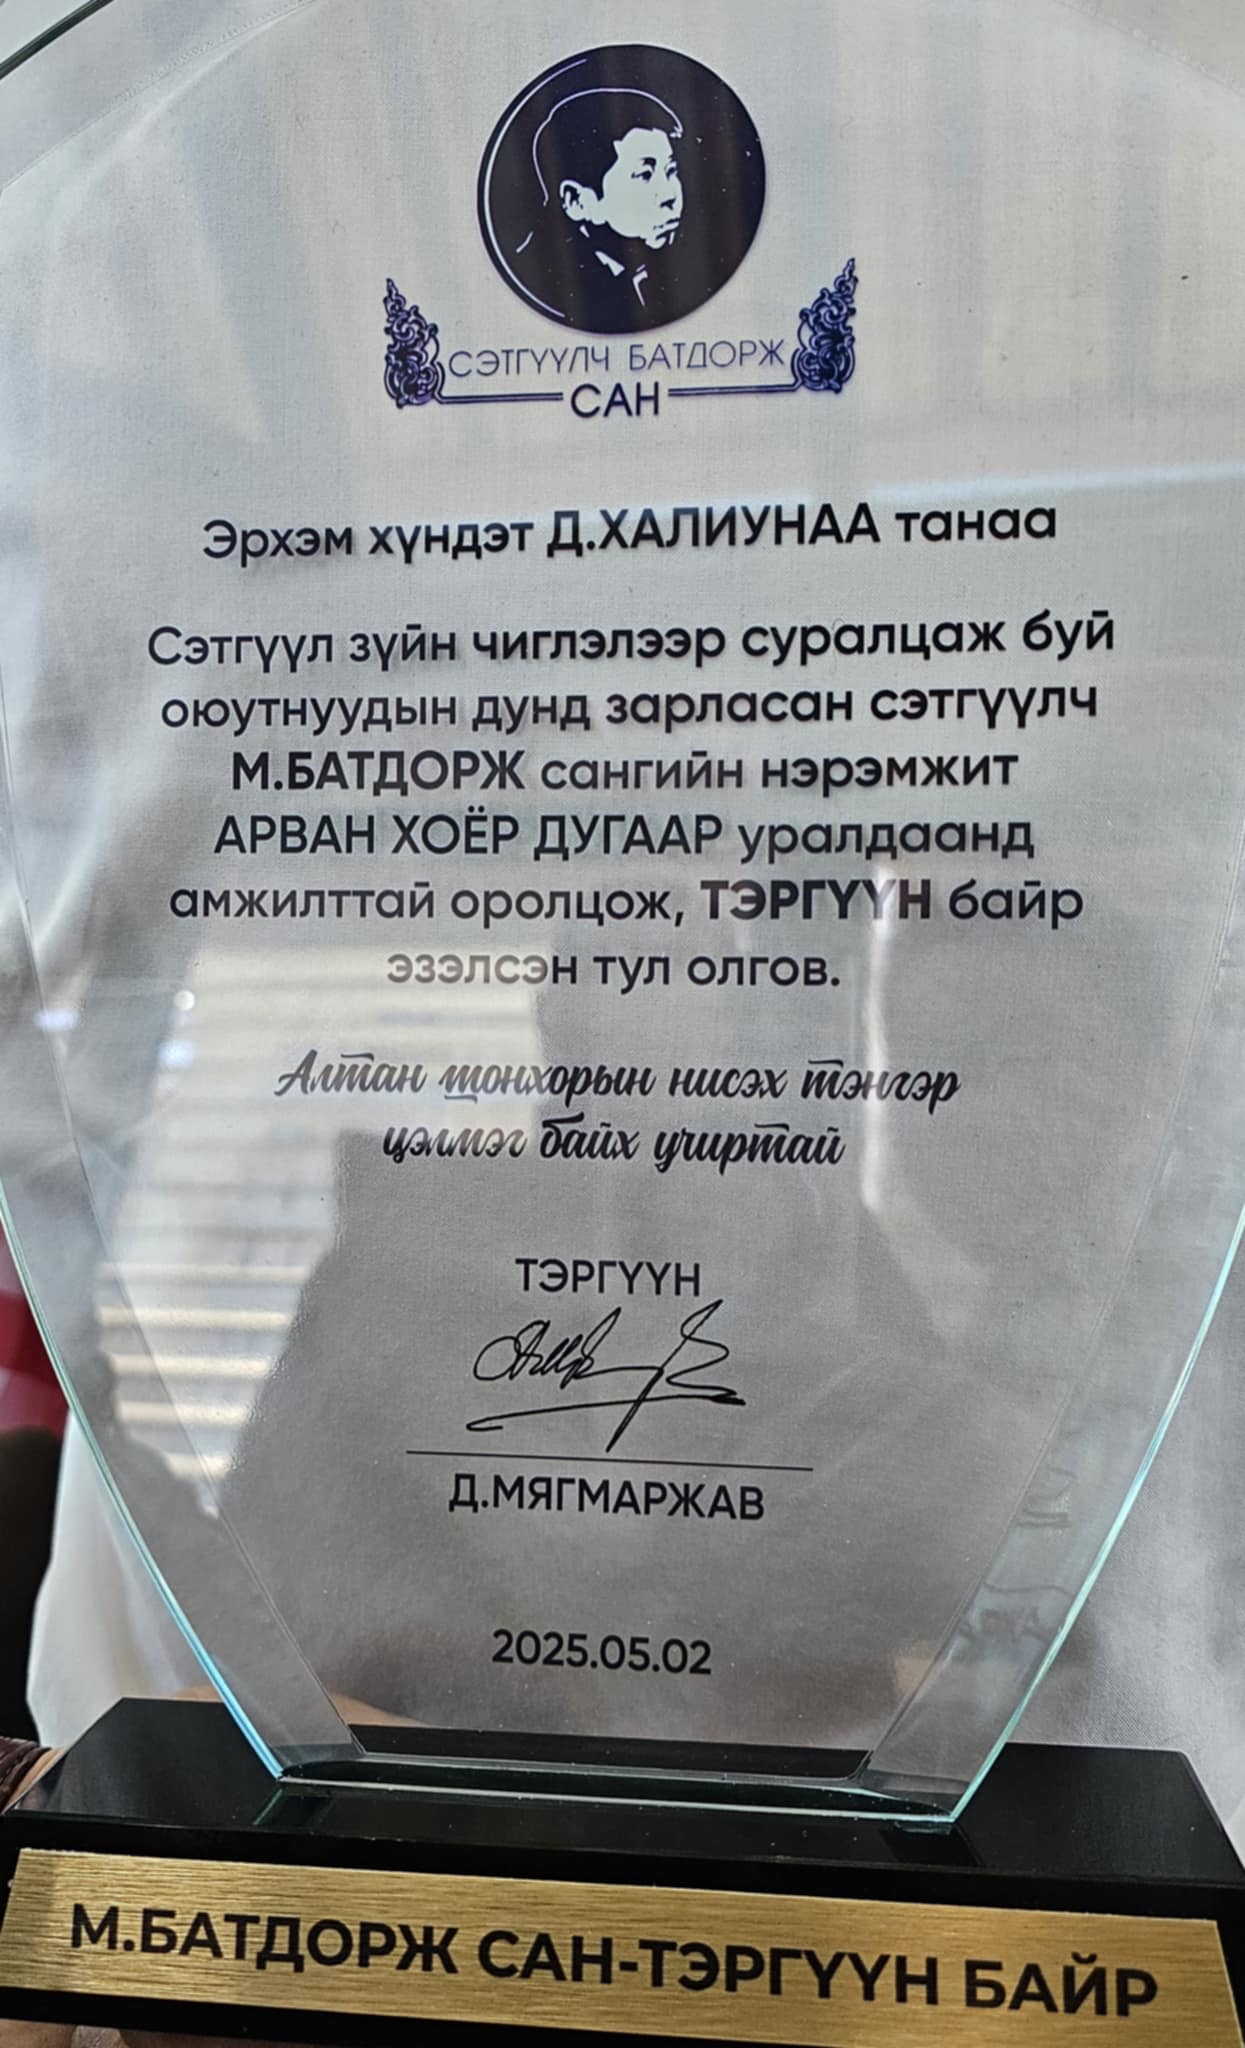 СЭТГҮҮЛЧ БАТДОРЖ
САН
Эрхэм хүндэт Д.ХАЛИУНАА танаа
Сэтгүүл зүйн чиглэлээр суралцаж буй
оюутнуудын дунд зарласан сэтгүүлч
М.БАТДОРЖ сангийн нэрэмжит
АРВАН ХОЁР ДУГААР уралдаанд
амжилттай оролцож, ТЭРГҮҮН байр
эзэлсэн тул олгов.
Алтан шонхорын нисэх тэнгэр
цэлмэг байх учиртай
ТЭРГҮҮН
Д.МЯГМАРЖАВ
2025.05.02
М.БАТДОРЖ САН-ТЭРГҮҮН БАЙР